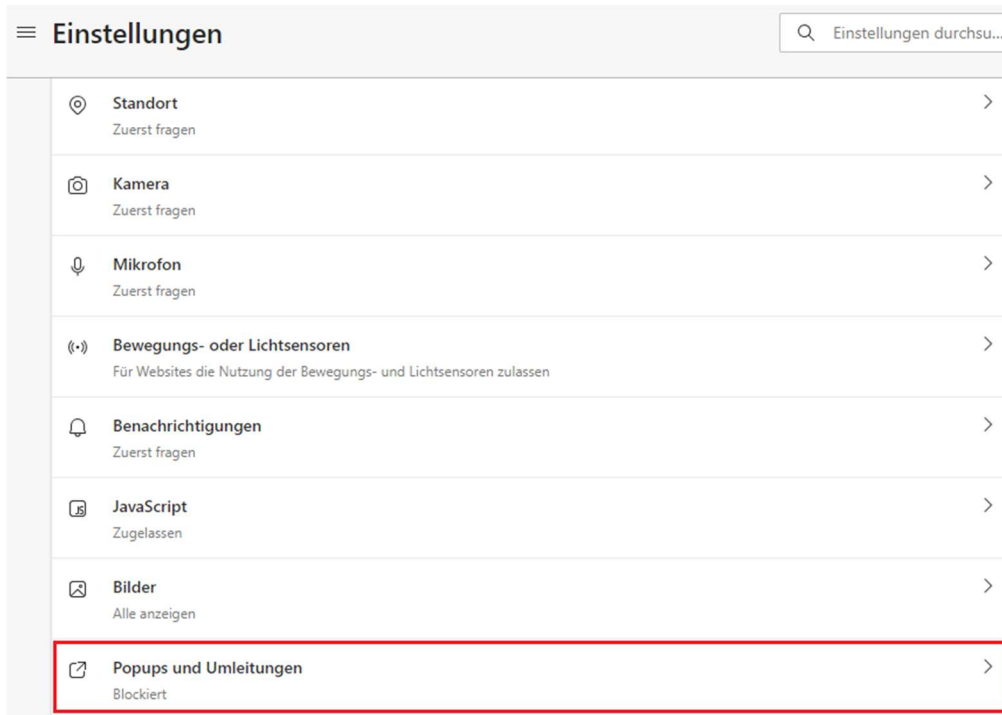 Einstellungen
Einstellungen durchsu...
Standort
Zuerst fragen
Kamera
Zuerst fragen
Mikrofon
Zuerst fragen
Bewegungs- oder Lichtsensoren
Für Websites die Nutzung der Bewegungs- und Lichtsensoren zulassen
Benachrichtigungen
Zuerst fragen
JS
JavaScript
Zugelassen
Bilder
Alle anzeigen
Popups und Umleitungen
Blockiert